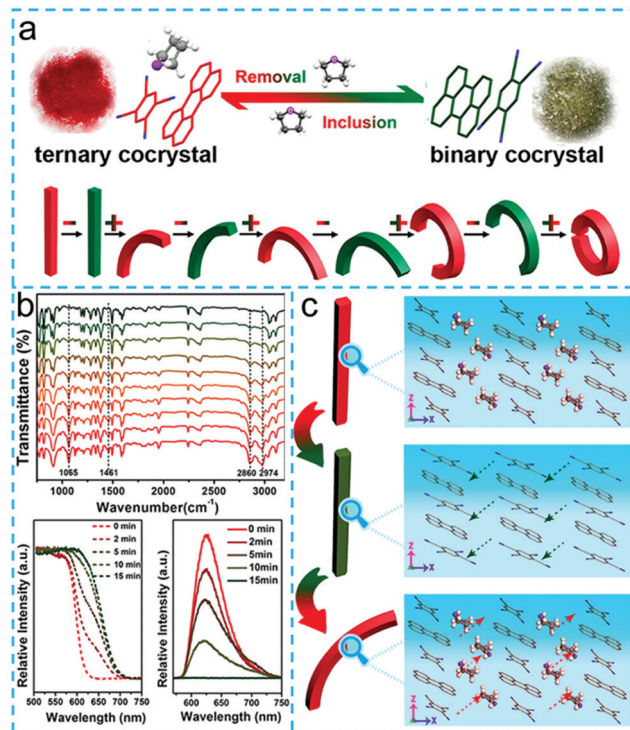 a
Removal
Inclusion
ternary cocrystal
binary cocrystal
− + − + − + − +
b
Transmittance (%)
1065 1461 2860 2974
1000 1500 2000 2500 3000
Wavenumber(cm⁻¹)
Relative Intensity (a.u.)
0 min
2 min
5 min
10 min
15 min
500 550 600 650 700 750
Wavelength (nm)
Relative Intensity (a.u.)
0 min
2min
5min
10min
15min
600 650 700 750
Wavelength (nm)
c
Z
X
Z
X
Z
X